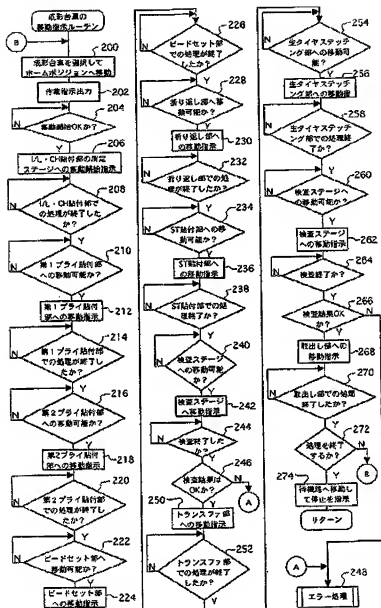 成形台車の
移動指示ルーチン
B
200
成形台車を選択して
ホームポジションへ移動
202
作業指示出力
204
移動開始OKか?
N
Y
206
I/L・CH貼付部の所定
ステージへの移動開始指示
208
I/L・CH貼付部
での処理が終了したか?
N
Y
210
第1プライ貼付
部への移動可能か?
N
Y
第1プライ貼付
部への移動指示
212
214
第1プライ貼付部
での処理が終了
したか?
N
Y
216
第2プライ貼付
部への移動可能か?
N
Y
第2プライ貼付
部への移動指示
218
220
第2プライ貼付部
での処理が終了
したか?
N
Y
222
ビードセット部へ
移動可能か?
N
Y
ビードセット部への
移動指示
224
226
ビードセット部
での処理が終了
したか?
N
Y
228
折り返し部へ移
動可能か?
N
Y
230
折り返し部への
移動指示
232
折り返し部での処
理が終了したか?
N
Y
234
ST貼付部への移
動可能か?
N
Y
ST貼付部への
移動指示
236
238
ST貼付部での処
理終了か?
N
Y
240
検査ステージへ
の移動可能
か?
N
Y
検査ステージ
へ移動指示
242
244
検査終了した
か?
N
Y
246
検査結果は
OKか?
N
A
Y
250
トランスファ部
への移動指示
252
トランスファ部
での処理が終了
したか?
N
Y
254
生タイヤステッチ
ング部への移動可
能?
N
Y
256
生タイヤステッチ
ング部への移動指示
258
生タイヤステッチ
ング部での処理
終了か?
N
Y
260
検査ステージへの
移動可能か?
N
Y
検査ステージ
への移動指示
262
264
検査終了か?
N
Y
266
検査結果OK
か?
N
Y
取出し部への
移動指示
268
270
取出し部での処理
終了したか?
N
Y
272
処理を終了
するか?
N
B
Y
274
待機路へ移動し
て停止を指示
リターン
A
248
エラー処理